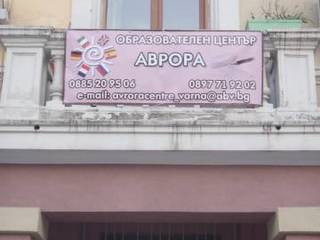 ОБРАЗОВАТЕЛЕН ЦЕНТЪР
АВРОРА
0885 20 95 06 0897 71 92 02
e-mail: avroracentre_varna@abv.bg